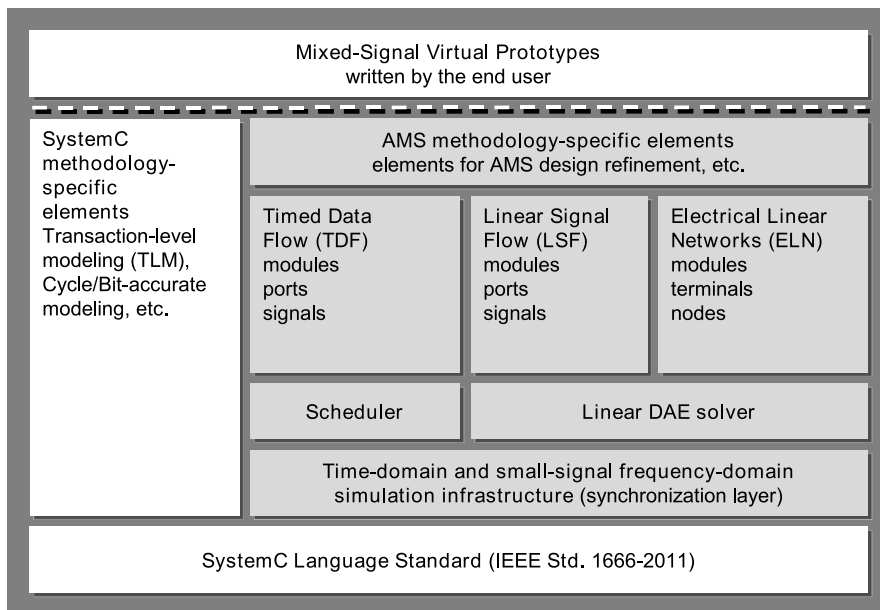 Mixed-Signal Virtual Prototypes
written by the end user
SystemC
methodology-
specific
elements
Transaction-level
modeling (TLM),
Cycle/Bit-accurate
modeling, etc.
AMS methodology-specific elements
elements for AMS design refinement, etc.
Timed Data
Flow (TDF)
modules
ports
signals
Linear Signal
Flow (LSF)
modules
ports
signals
Electrical Linear
Networks (ELN)
modules
terminals
nodes
Scheduler
Linear DAE solver
Time-domain and small-signal frequency-domain
simulation infrastructure (synchronization layer)
SystemC Language Standard (IEEE Std. 1666-2011)